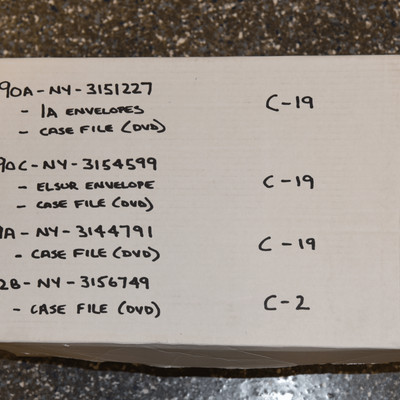 90A-NY-3151227 C-19
- 1A ENVELOPES
- CASE FILE (DVD)
90C-NY-3154599 C-19
- ELSUR ENVELOPE
- CASE FILE (DVD)
A-NY-3144791 C-19
- CASE FILE (DVD)
2B-NY-3156749 C-2
- CASE FILE (DVD)